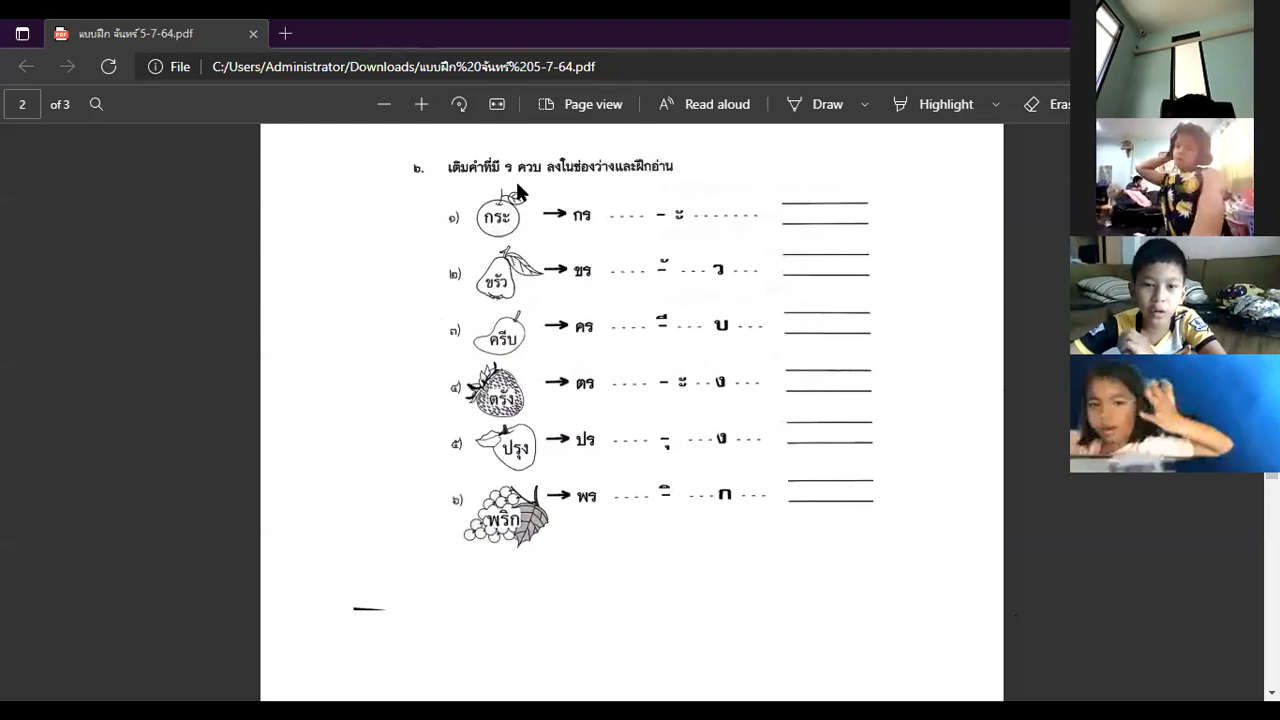 แบบฝึก จันทร์ 5-7-64.pdf
File C:/Users/Administrator/Downloads/แบบฝึก%20จันทร์%205-7-64.pdf
2 of 3 Page view Read aloud Draw Highlight Eras
๖. เติมคำที่มี ร ควบ ลงในช่องว่างและฝึกอ่าน
๑) กระ → กร .... - ะ .......
๒) ขรัว → ขร .... -ั ... ว ...
๓) ครีบ → คร .... -ี ... บ ...
๔) ตรัง → ตร .... - ะ ... ง ...
๕) ปรุง → ปร .... -ุ ... ง ...
๖) พริก → พร .... -ิ ... ก ...